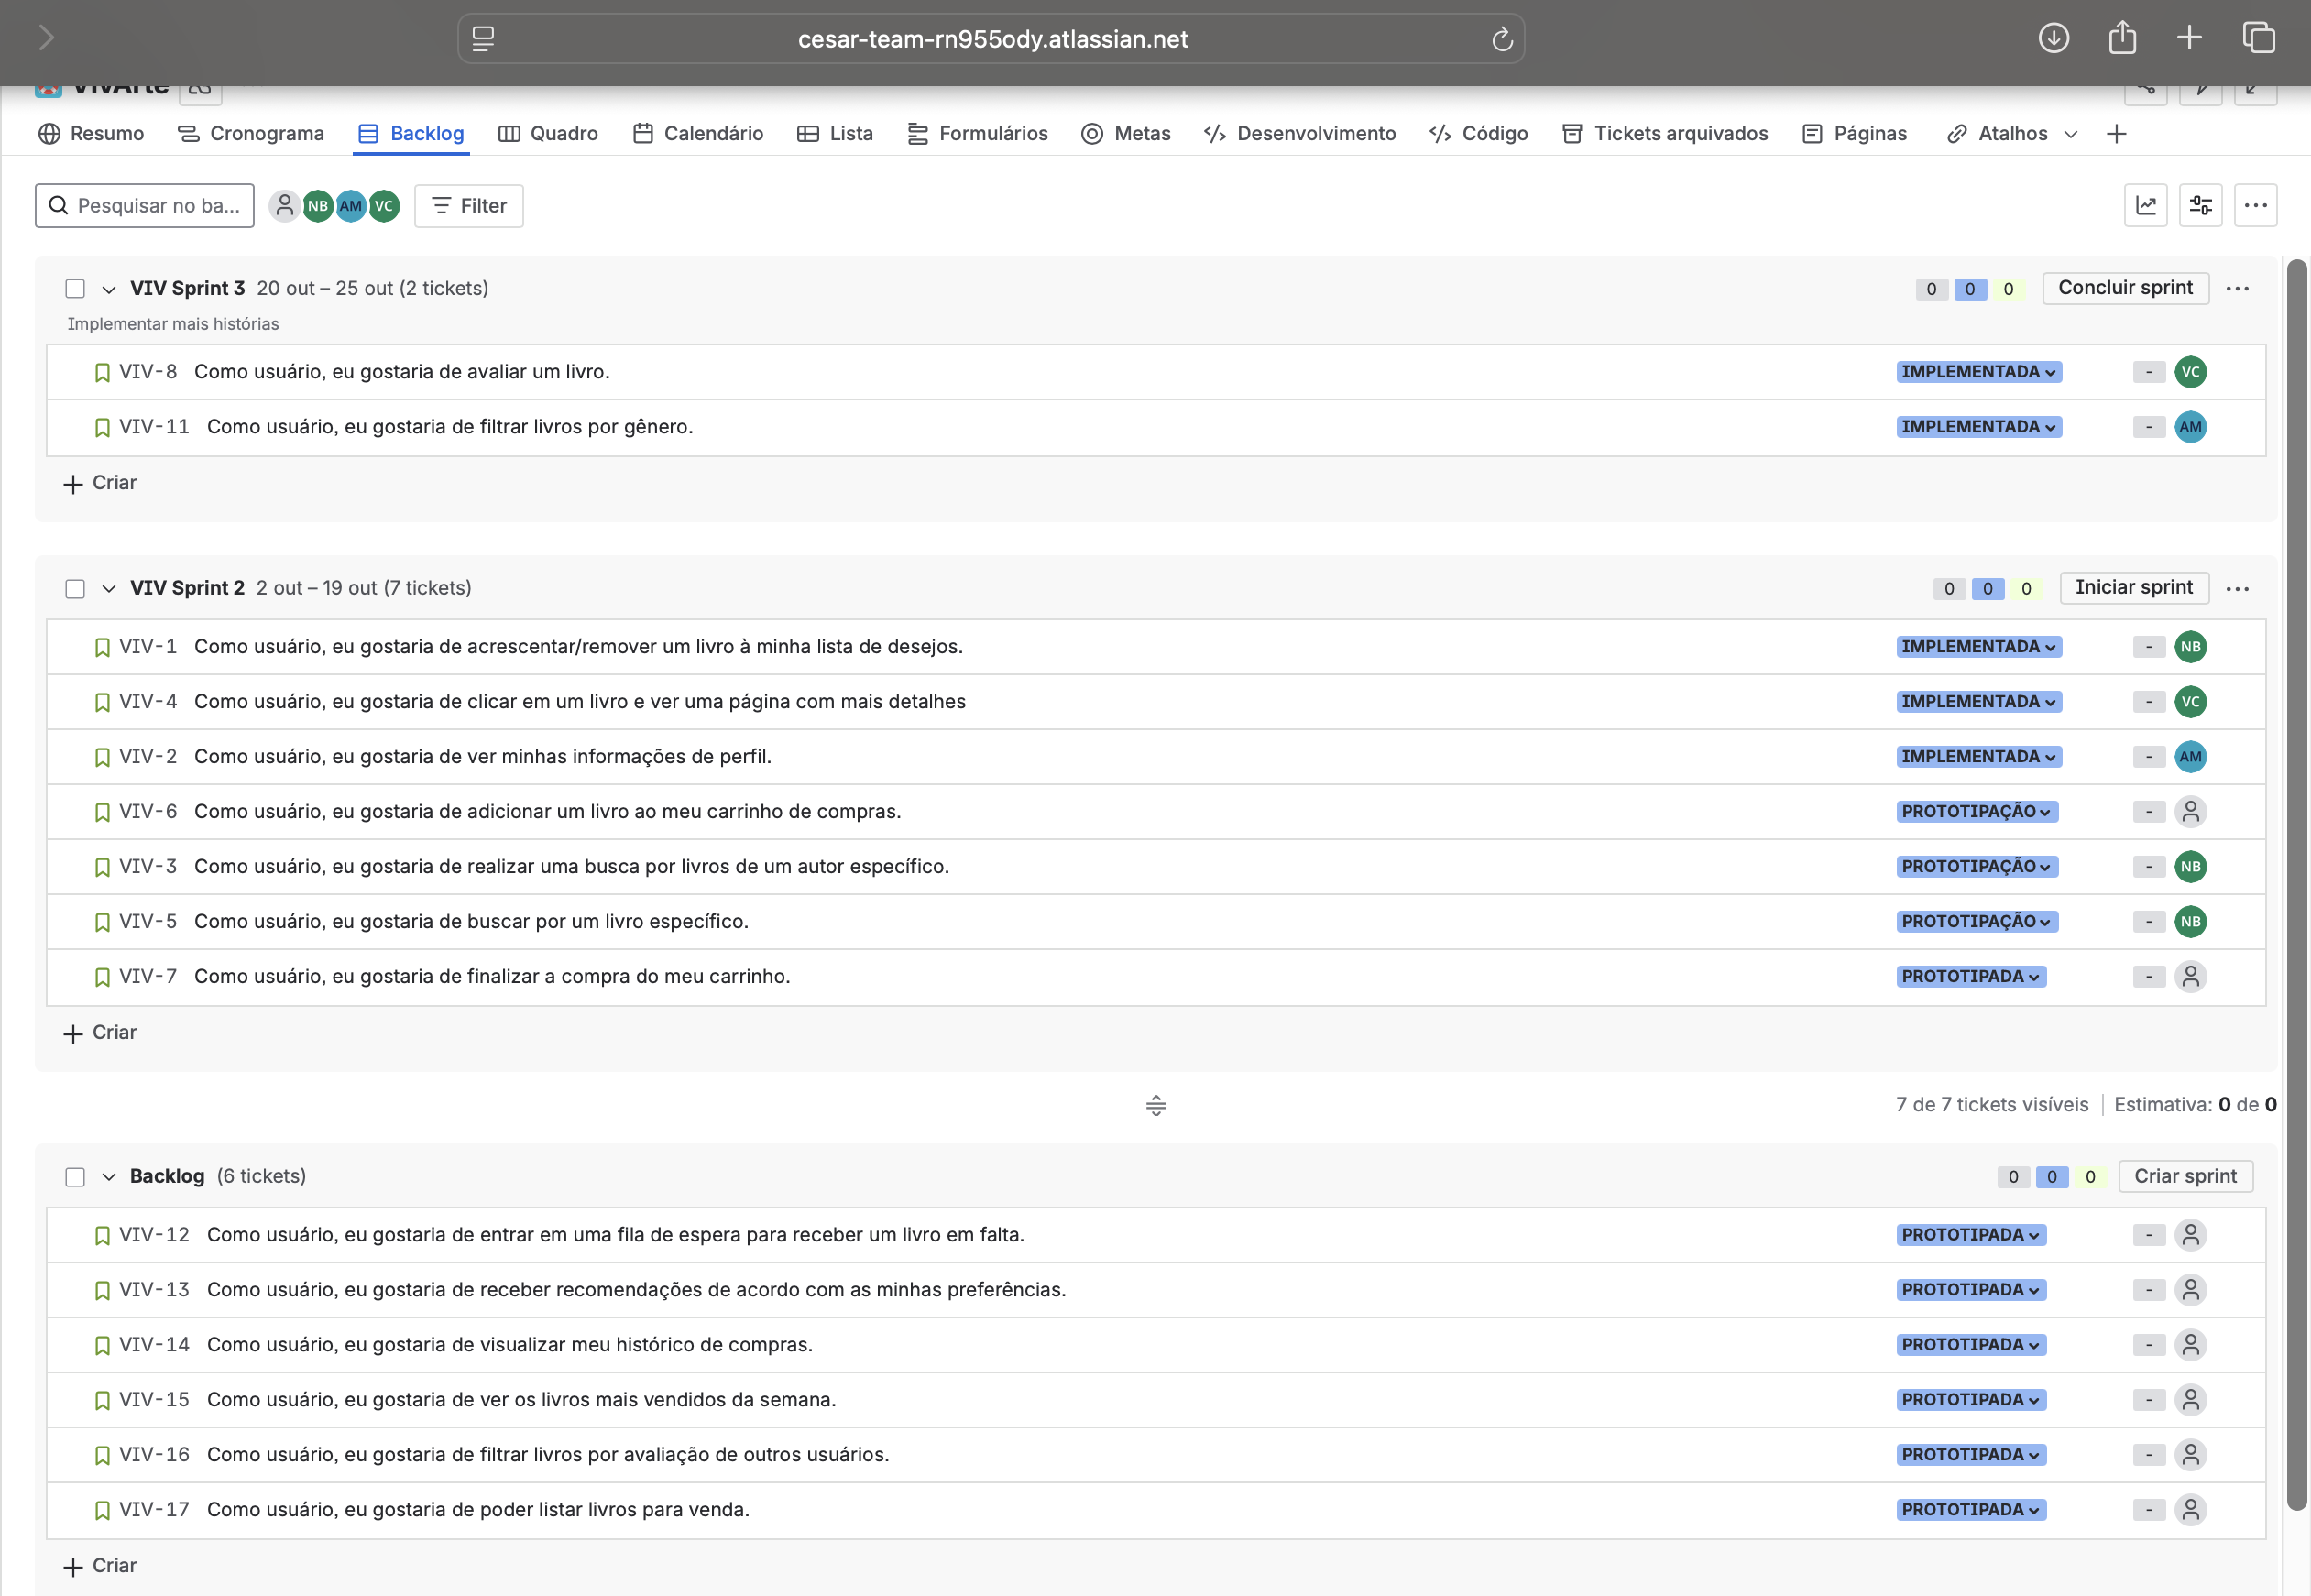 cesar-team-rn955ody.atlassian.net
VivArte
Resumo Cronograma Backlog Quadro Calendário Lista Formulários Metas Desenvolvimento Código Tickets arquivados Páginas Atalhos
Pesquisar no ba... NB AM VC Filter
VIV Sprint 3 20 out – 25 out (2 tickets) 0 0 0 Concluir sprint
Implementar mais histórias
VIV-8 Como usuário, eu gostaria de avaliar um livro. IMPLEMENTADA - VC
VIV-11 Como usuário, eu gostaria de filtrar livros por gênero. IMPLEMENTADA - AM
Criar
VIV Sprint 2 2 out – 19 out (7 tickets) 0 0 0 Iniciar sprint
VIV-1 Como usuário, eu gostaria de acrescentar/remover um livro à minha lista de desejos. IMPLEMENTADA - NB
VIV-4 Como usuário, eu gostaria de clicar em um livro e ver uma página com mais detalhes IMPLEMENTADA - VC
VIV-2 Como usuário, eu gostaria de ver minhas informações de perfil. IMPLEMENTADA - AM
VIV-6 Como usuário, eu gostaria de adicionar um livro ao meu carrinho de compras. PROTOTIPAÇÃO -
VIV-3 Como usuário, eu gostaria de realizar uma busca por livros de um autor específico. PROTOTIPAÇÃO - NB
VIV-5 Como usuário, eu gostaria de buscar por um livro específico. PROTOTIPAÇÃO - NB
VIV-7 Como usuário, eu gostaria de finalizar a compra do meu carrinho. PROTOTIPADA -
Criar
7 de 7 tickets visíveis Estimativa: 0 de 0
Backlog (6 tickets) 0 0 0 Criar sprint
VIV-12 Como usuário, eu gostaria de entrar em uma fila de espera para receber um livro em falta. PROTOTIPADA -
VIV-13 Como usuário, eu gostaria de receber recomendações de acordo com as minhas preferências. PROTOTIPADA -
VIV-14 Como usuário, eu gostaria de visualizar meu histórico de compras. PROTOTIPADA -
VIV-15 Como usuário, eu gostaria de ver os livros mais vendidos da semana. PROTOTIPADA -
VIV-16 Como usuário, eu gostaria de filtrar livros por avaliação de outros usuários. PROTOTIPADA -
VIV-17 Como usuário, eu gostaria de poder listar livros para venda. PROTOTIPADA -
Criar